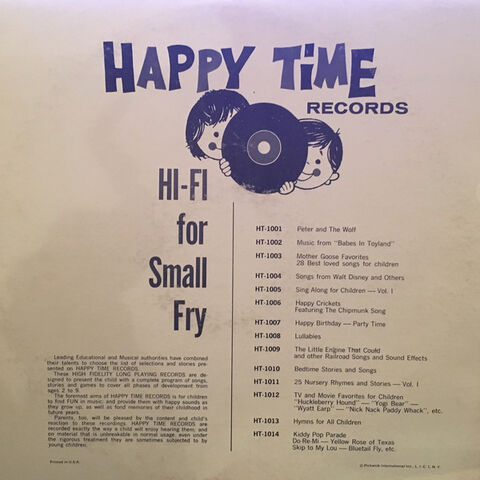 HAPPY TIME
RECORDS
HI-FI
for
Small
Fry
HT-1001 Peter and The Wolf
HT-1002 Music from "Babes In Toyland"
HT-1003 Mother Goose Favorites
28 Best loved songs for children
HT-1004 Songs from Walt Disney and Others
HT-1005 Sing Along for Children — Vol. I
HT-1006 Happy Crickets
Featuring The Chipmunk Song
HT-1007 Happy Birthday — Party Time
HT-1008 Lullabies
HT-1009 The Little Engine That Could
and other Railroad Songs and Sound Effects
HT-1010 Bedtime Stories and Songs
HT-1011 25 Nursery Rhymes and Stories — Vol. I
HT-1012 TV and Movie Favorites for Children
"Huckleberry Hound" — "Yogi Bear" —
"Wyatt Earp" — "Nick Nack Paddy Whack", etc.
HT-1013 Hymns for All Children
HT-1014 Kiddy Pop Parade
Do-Re-Mi — Yellow Rose of Texas
Skip to My Lou — Bluetail Fly, etc.
Leading Educational and Musical authorities have combined
their talents to choose the list of selections and stories pre-
sented on HAPPY TIME RECORDS.
These HIGH FIDELITY LONG PLAYING RECORDS are de-
signed to present the child with a complete program of songs,
stories and games to cover all phases of development from
ages 2 to 9.
The foremost aims of HAPPY TIME RECORDS is for children
to find FUN in music; and provide them with happy sounds as
they grow up, as well as fond memories of their childhood in
future years.
Parents, too, will be pleased by the content and child's
reaction to these recordings. HAPPY TIME RECORDS are
recorded exactly the way a child will enjoy hearing them; and
on material that is unbreakable in normal usage, even under
the rigorous treatment they are sometimes subjected to by
young children.
Printed in U.S.A.
© Pickwick International Inc., L. I. C. 1, N. Y.